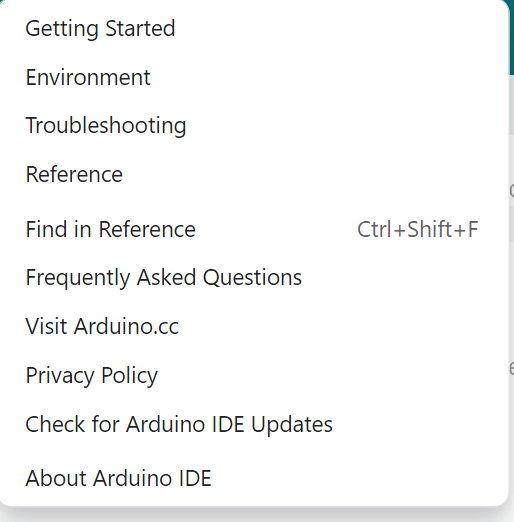 Getting Started
Environment
Troubleshooting
Reference
Find in Reference Ctrl+Shift+F
Frequently Asked Questions
Visit Arduino.cc
Privacy Policy
Check for Arduino IDE Updates
About Arduino IDE